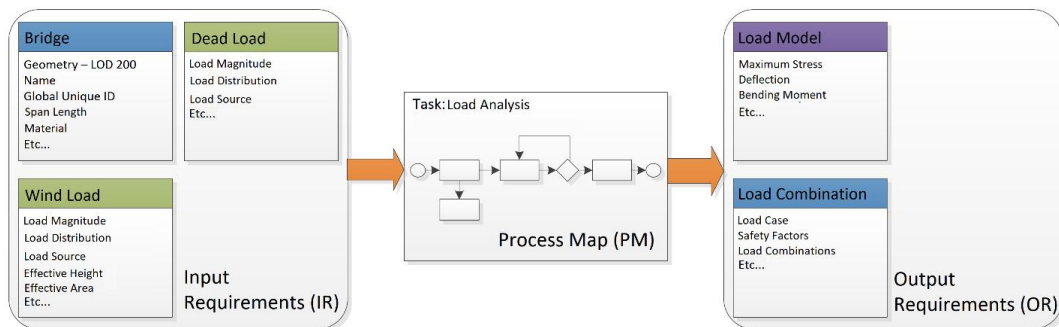 Bridge
Geometry – LOD 200
Name
Global Unique ID
Span Length
Material
Etc...
Dead Load
Load Magnitude
Load Distribution
Load Source
Etc...
Wind Load
Load Magnitude
Load Distribution
Load Source
Effective Height
Effective Area
Etc...
Input
Requirements (IR)
Task: Load Analysis
Process Map (PM)
Load Model
Maximum Stress
Deflection
Bending Moment
Etc...
Load Combination
Load Case
Safety Factors
Load Combinations
Etc...
Output
Requirements (OR)